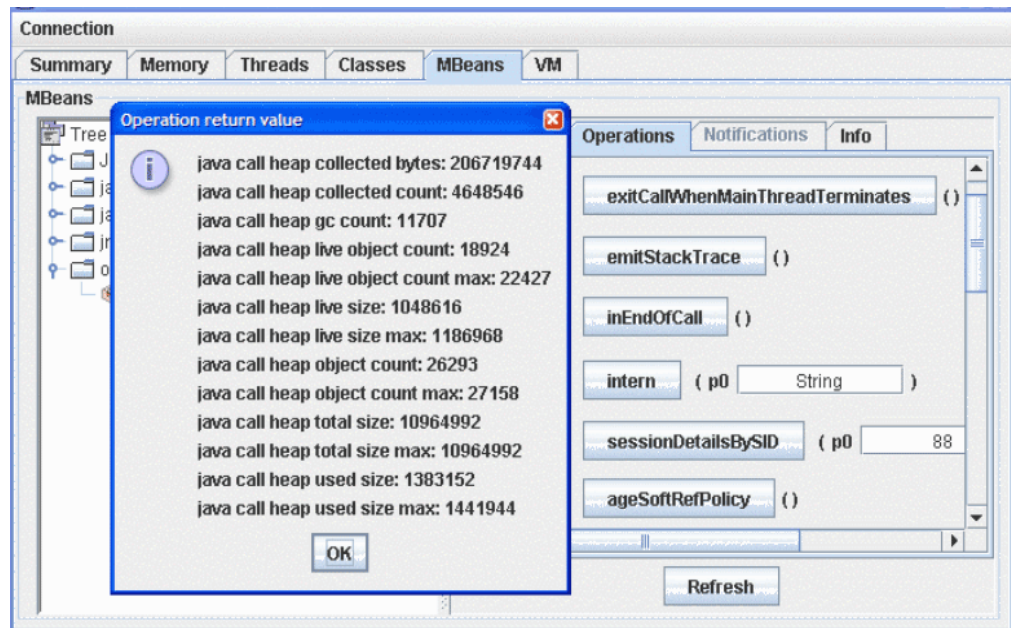 Connection
Summary Memory Threads Classes MBeans VM
MBeans
Tree
J
ja
ja
jr
o
Operation return value
java call heap collected bytes: 206719744
java call heap collected count: 4648546
java call heap gc count: 11707
java call heap live object count: 18924
java call heap live object count max: 22427
java call heap live size: 1048616
java call heap live size max: 1186968
java call heap object count: 26293
java call heap object count max: 27158
java call heap total size: 10964992
java call heap total size max: 10964992
java call heap used size: 1383152
java call heap used size max: 1441944
OK
Operations Notifications Info
exitCallWhenMainThreadTerminates ()
emitStackTrace ()
inEndOfCall ()
intern ( p0 String )
sessionDetailsBySID ( p0 88
ageSoftRefPolicy ()
Refresh